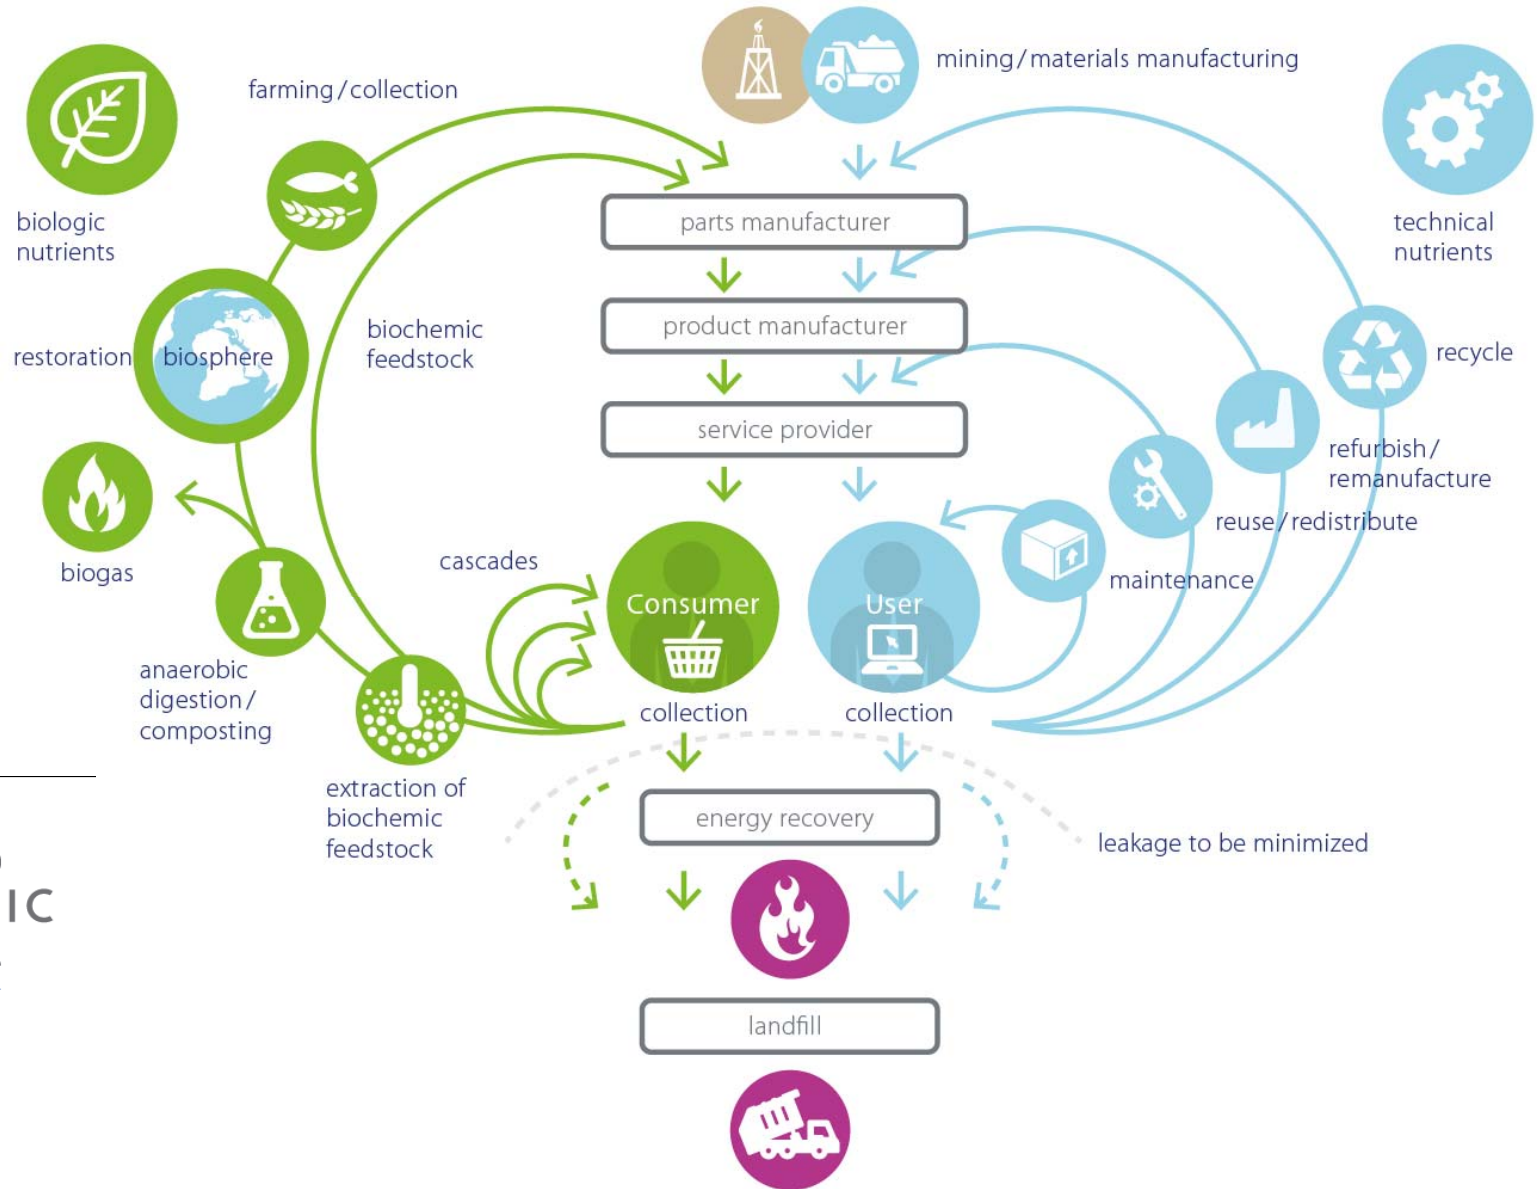 mining/materials manufacturing
farming/collection
biologic
nutrients
technical
nutrients
parts manufacturer
product manufacturer
service provider
biochemic
feedstock
restoration
biosphere
recycle
refurbish/
remanufacture
reuse/redistribute
maintenance
biogas
cascades
Consumer
User
anaerobic
digestion/
composting
collection
collection
extraction of
biochemic
feedstock
energy recovery
leakage to be minimized
IC
landfill